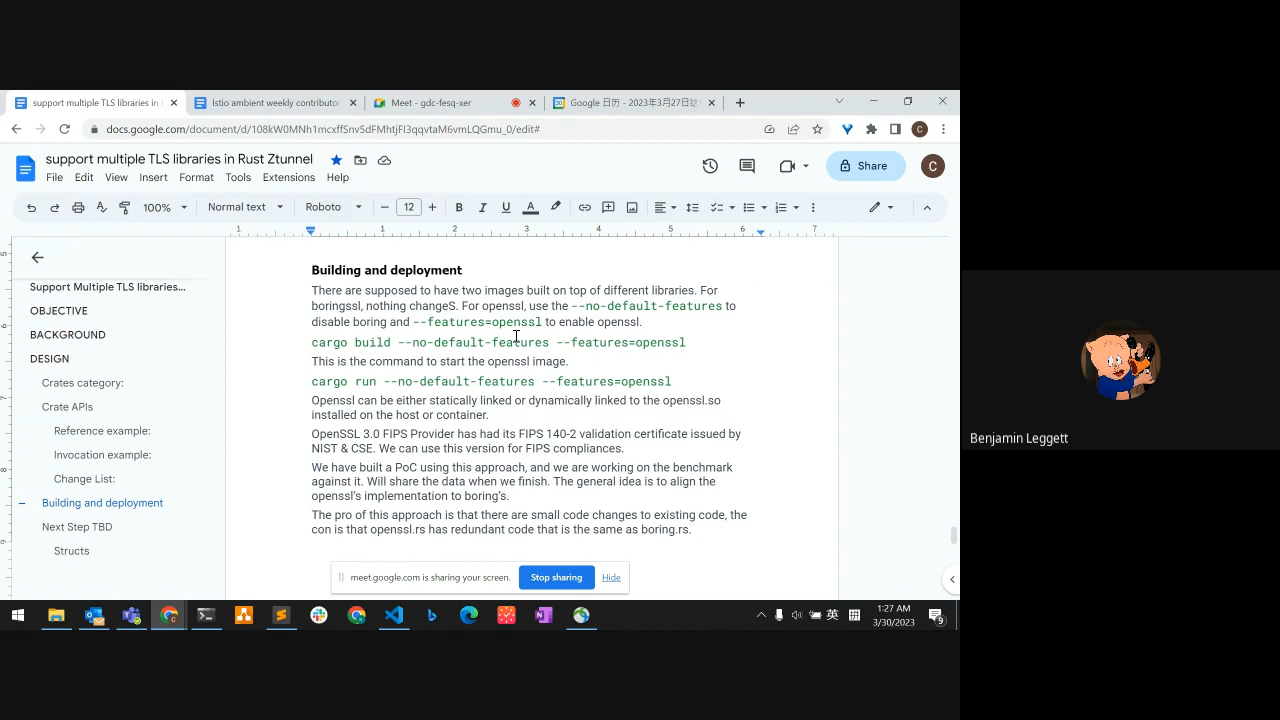 support multiple TLS libraries in
Istio ambient weekly contributor
Meet - gdc-fesq-xer
Google 日历 - 2023年3月27日这
docs.google.com/document/d/108kW0MNh1mcxffSnv5dFMhtjFI3qqvtaM6vmLQGmu_0/edit#
support multiple TLS libraries in Rust Ztunnel
File Edit View Insert Format Tools Extensions Help
Share
C
100% Normal text Roboto 12
1 1 2 3 4 5 6 7
Support Multiple TLS libraries...
OBJECTIVE
BACKGROUND
DESIGN
Crates category:
Crate APIs
Reference example:
Invocation example:
Change List:
Building and deployment
Next Step TBD
Structs
Building and deployment
There are supposed to have two images built on top of different libraries. For
boringssl, nothing changeS. For openssl, use the --no-default-features to
disable boring and --features=openssl to enable openssl.
cargo build --no-default-features --features=openssl
This is the command to start the openssl image.
cargo run --no-default-features --features=openssl
Openssl can be either statically linked or dynamically linked to the openssl.so
installed on the host or container.
OpenSSL 3.0 FIPS Provider has had its FIPS 140-2 validation certificate issued by
NIST & CSE. We can use this version for FIPS compliances.
We have built a PoC using this approach, and we are working on the benchmark
against it. Will share the data when we finish. The general idea is to align the
openssl's implementation to boring's.
The pro of this approach is that there are small code changes to existing code, the
con is that openssl.rs has redundant code that is the same as boring.rs.
meet.google.com is sharing your screen. Stop sharing Hide
英
1:27 AM
3/30/2023
Benjamin Leggett